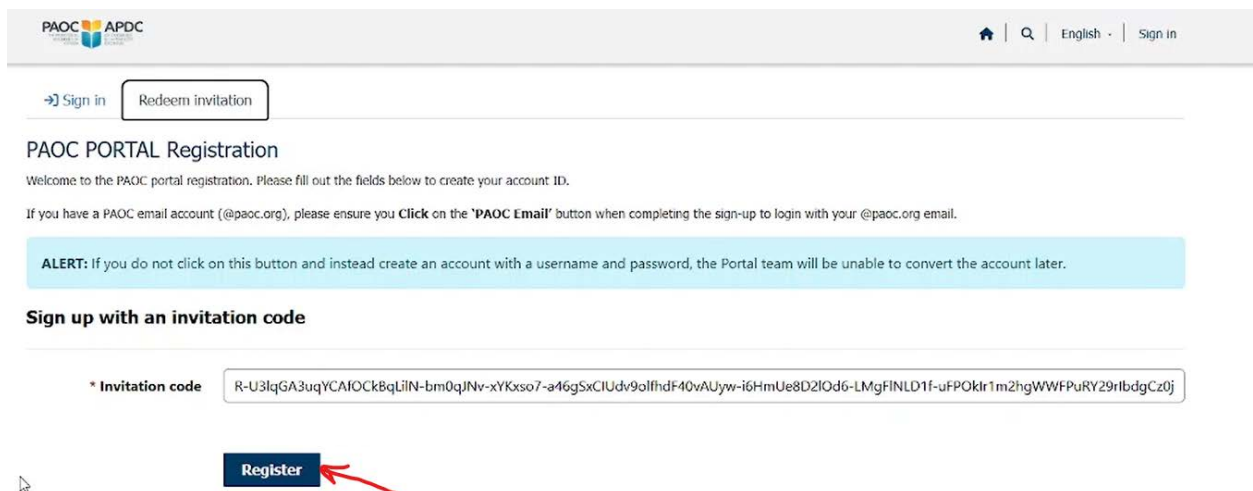 PAOC APDC
English
Sign in
Sign in
Redeem invitation
PAOC PORTAL Registration
Welcome to the PAOC portal registration. Please fill out the fields below to create your account ID.
If you have a PAOC email account (@paoc.org), please ensure you Click on the `PAOC Email' button when completing the sign-up to login with your @paoc.org email.
ALERT: If you do not click on this button and instead create an account with a username and password, the Portal team will be unable to convert the account later.
Sign up with an invitation code
* Invitation code
Register